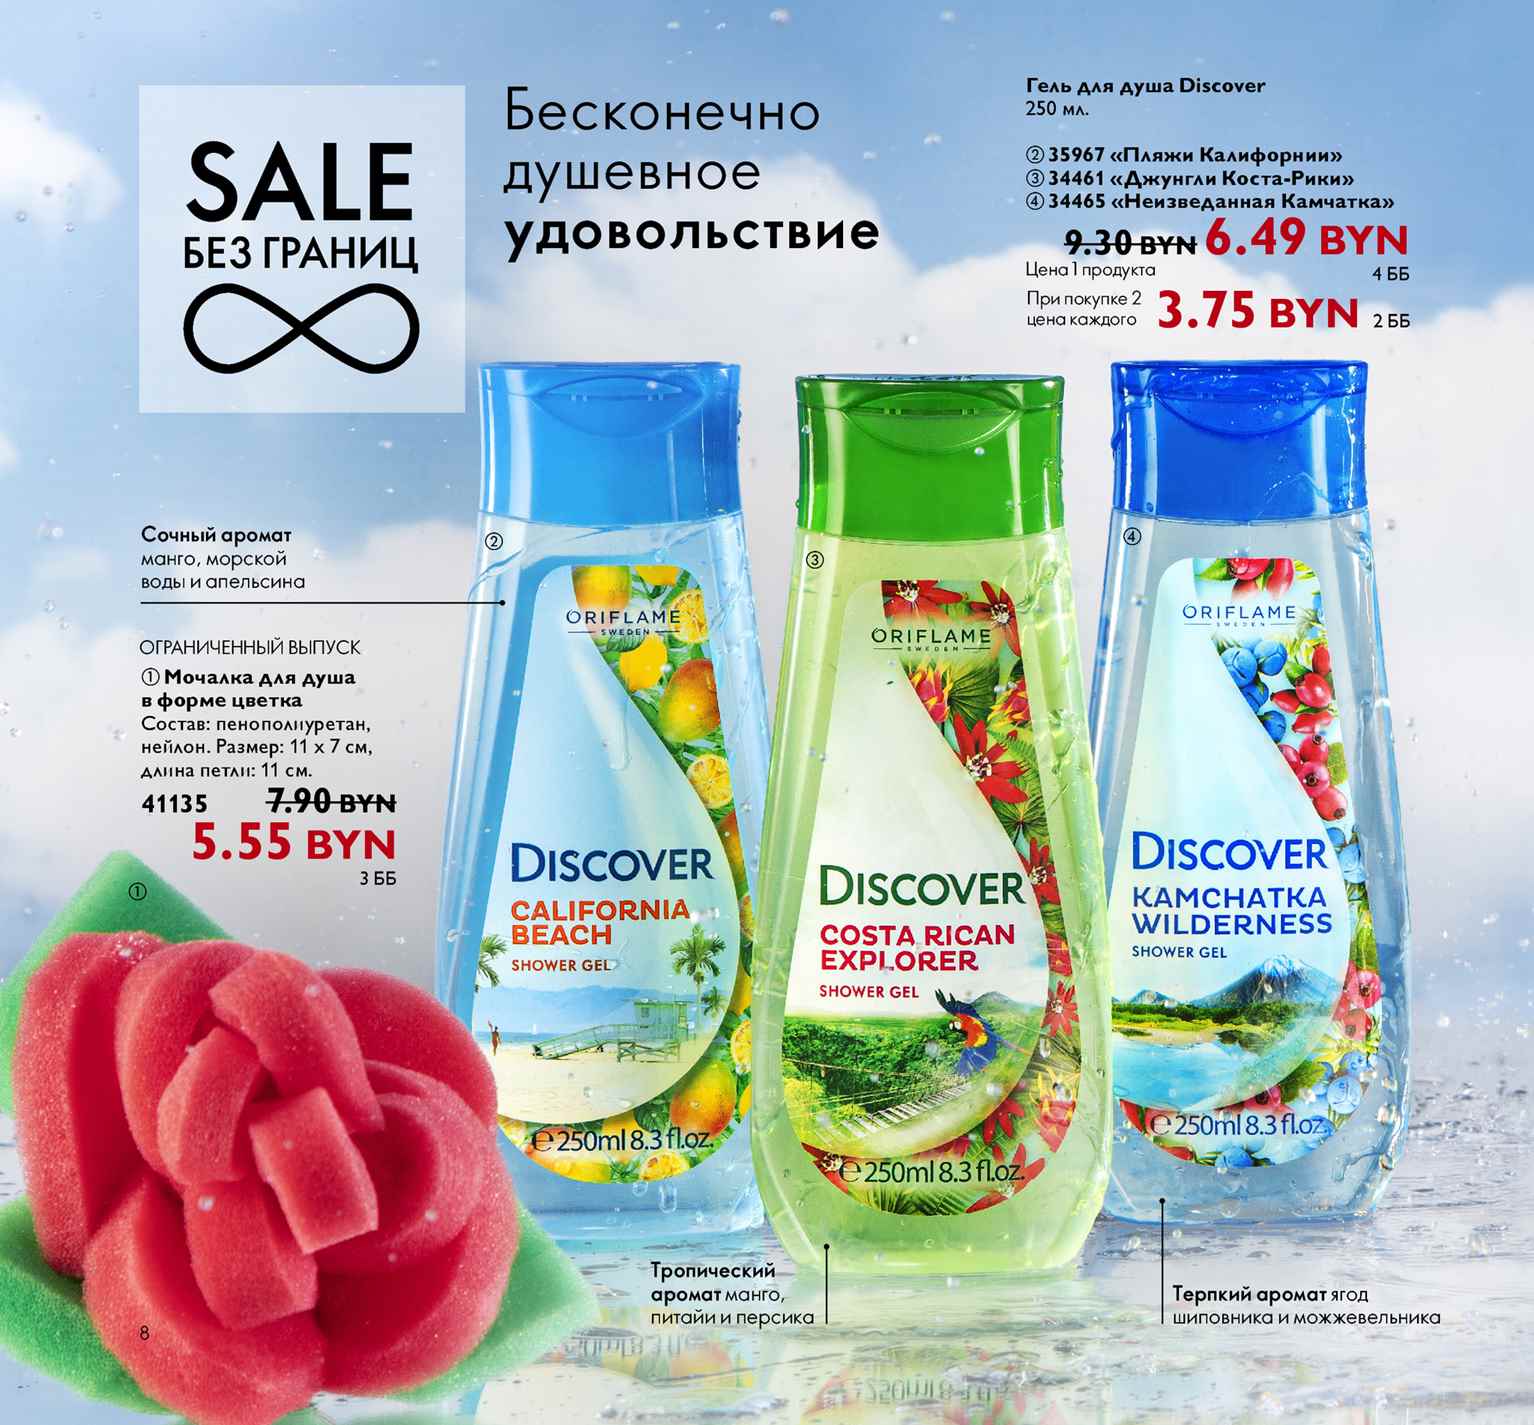 SALE
БЕЗ ГРАНИЦ
Бесконечно
душевное
удовольствие
Гель для душа Discover
250 мл.
② 35967 «Пляжи Калифорнии»
③ 34461 «Джунгли Коста-Рики»
④ 34465 «Неизведанная Камчатка»
9.30 BYN 6.49 BYN
Цена 1 продукта 4 ББ
При покупке 2
цена каждого 3.75 BYN 2 ББ
Сочный аромат
манго, морской
воды и апельсина
ОГРАНИЧЕННЫЙ ВЫПУСК
① Мочалка для душа
в форме цветка
Состав: пенополиуретан,
нейлон. Размер: 11 х 7 см,
длина петли: 11 см.
41135 7.90 BYN
5.55 BYN
3 ББ
①
②
ORIFLAME
SWEDEN
DISCOVER
CALIFORNIA
BEACH
SHOWER GEL
℮ 250ml 8.3 fl.oz.
③
ORIFLAME
SWEDEN
DISCOVER
COSTA RICAN
EXPLORER
SHOWER GEL
℮ 250ml 8.3 fl.oz.
④
ORIFLAME
SWEDEN
DISCOVER
KAMCHATKA
WILDERNESS
SHOWER GEL
℮ 250ml 8.3 fl.oz.
Тропический
аромат манго,
питайи и персика
Терпкий аромат ягод
шиповника и можжевельника
8